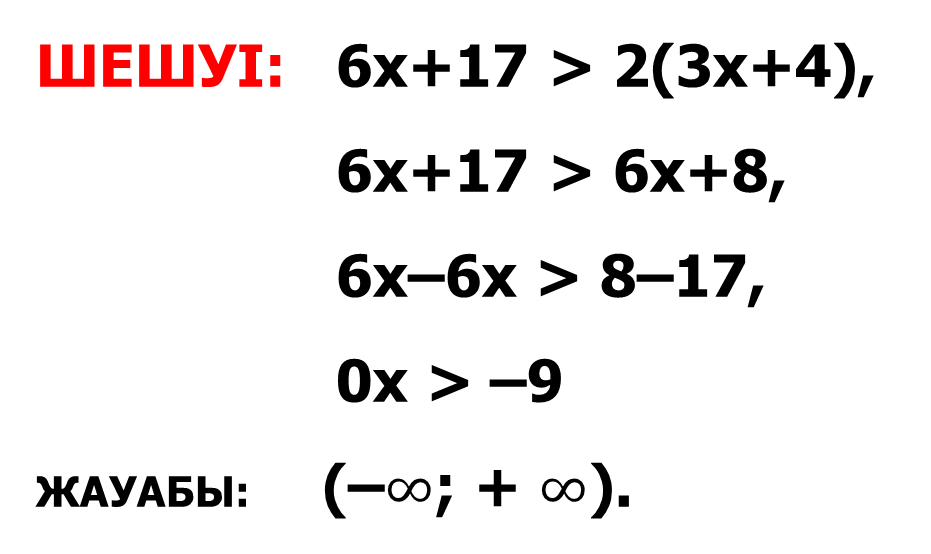 ШЕШУІ: 6x+17 > 2(3x+4),
6x+17 > 6x+8,
6x–6x > 8–17,
0x > –9
ЖАУАБЫ: (–∞; + ∞).